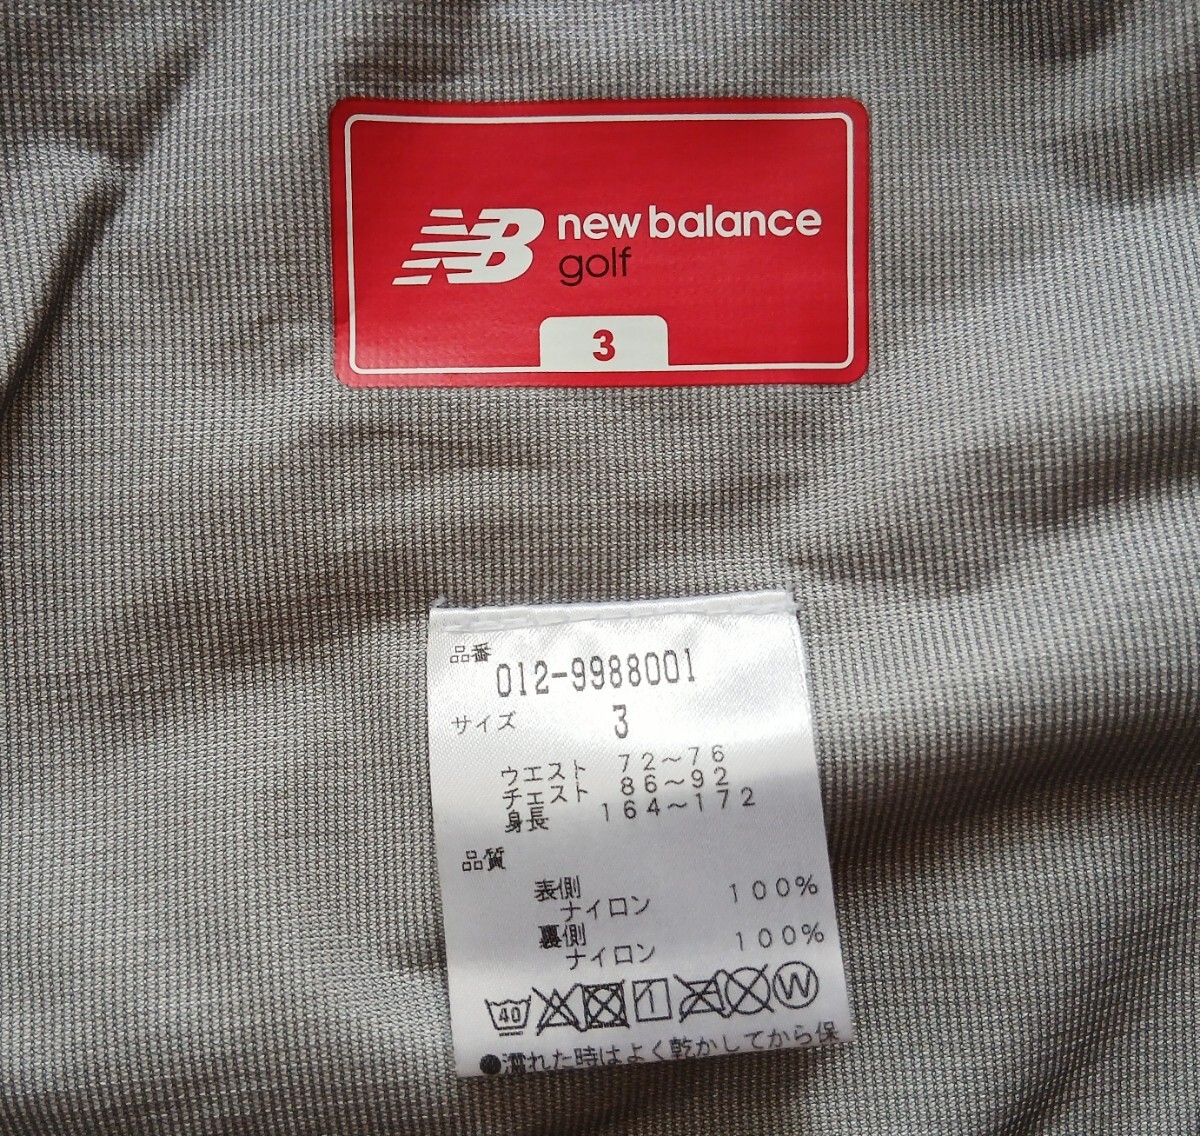 NB new balance
golf
3
品番 012-9988001
サイズ 3
ウエスト 72～76
チェスト 86～92
身長 164～172
品質
表側
ナイロン 100%
裏側
ナイロン 100%
40 W
●濡れた時はよく乾かしてから保